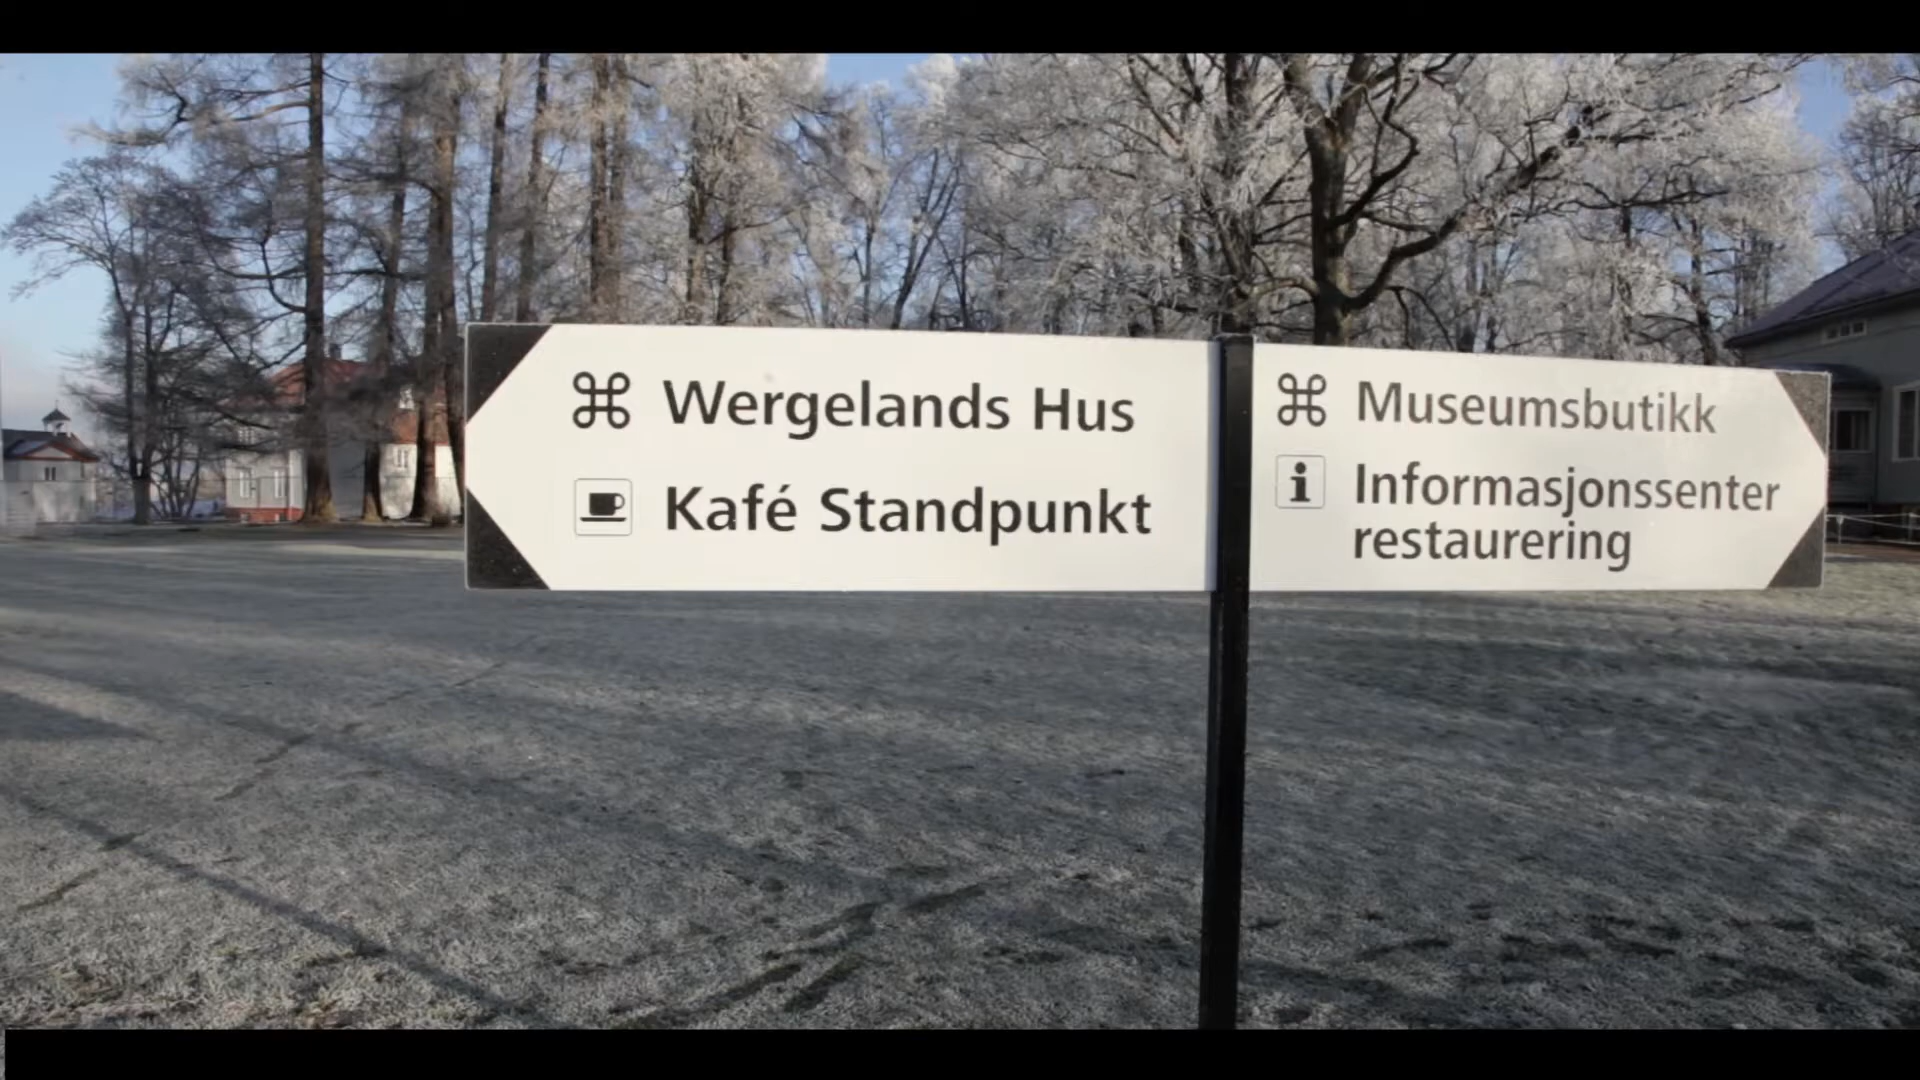 Wergelands Hus
Kafé Standpunkt
Museumsbutikk
Informasjonssenter
restaurering